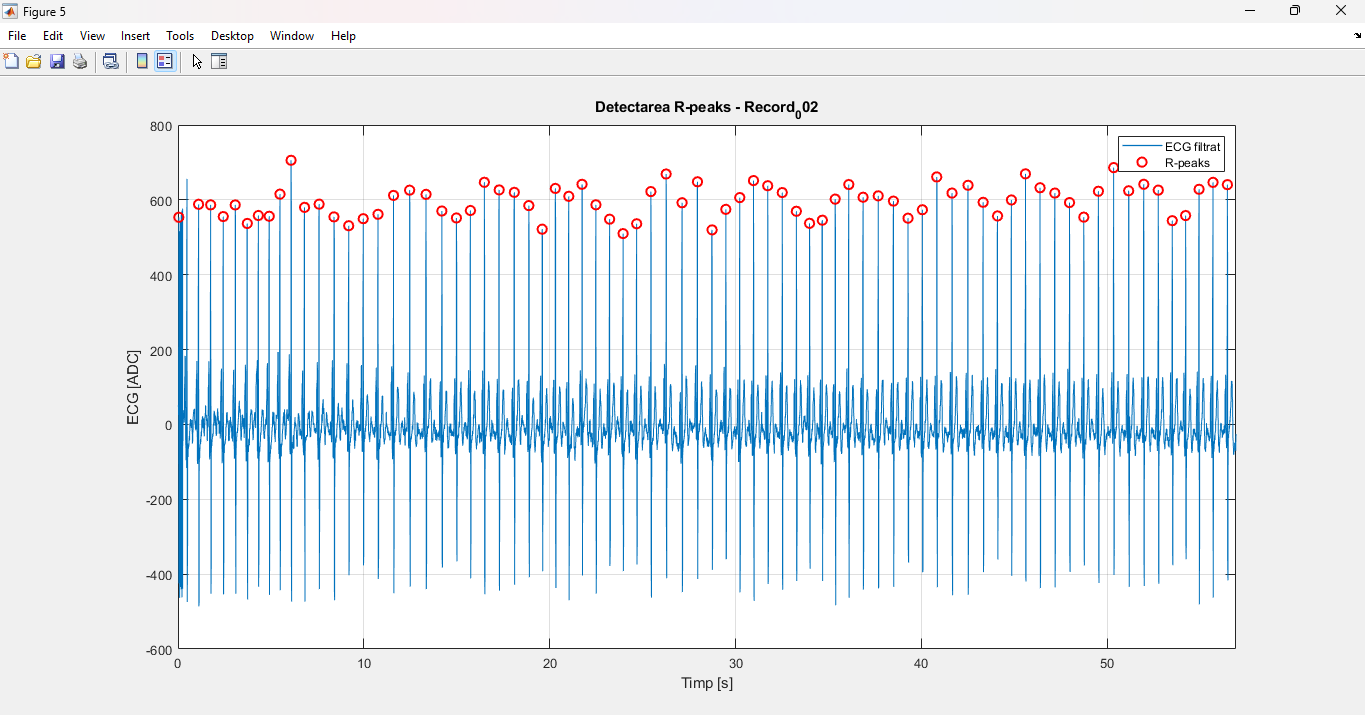 Figure 5
File Edit View Insert Tools Desktop Window Help
Detectarea R-peaks - Record₀02
800
600
400
200
0
-200
-400
-600
ECG [ADC]
ECG filtrat
R-peaks
0 10 20 30 40 50
Timp [s]